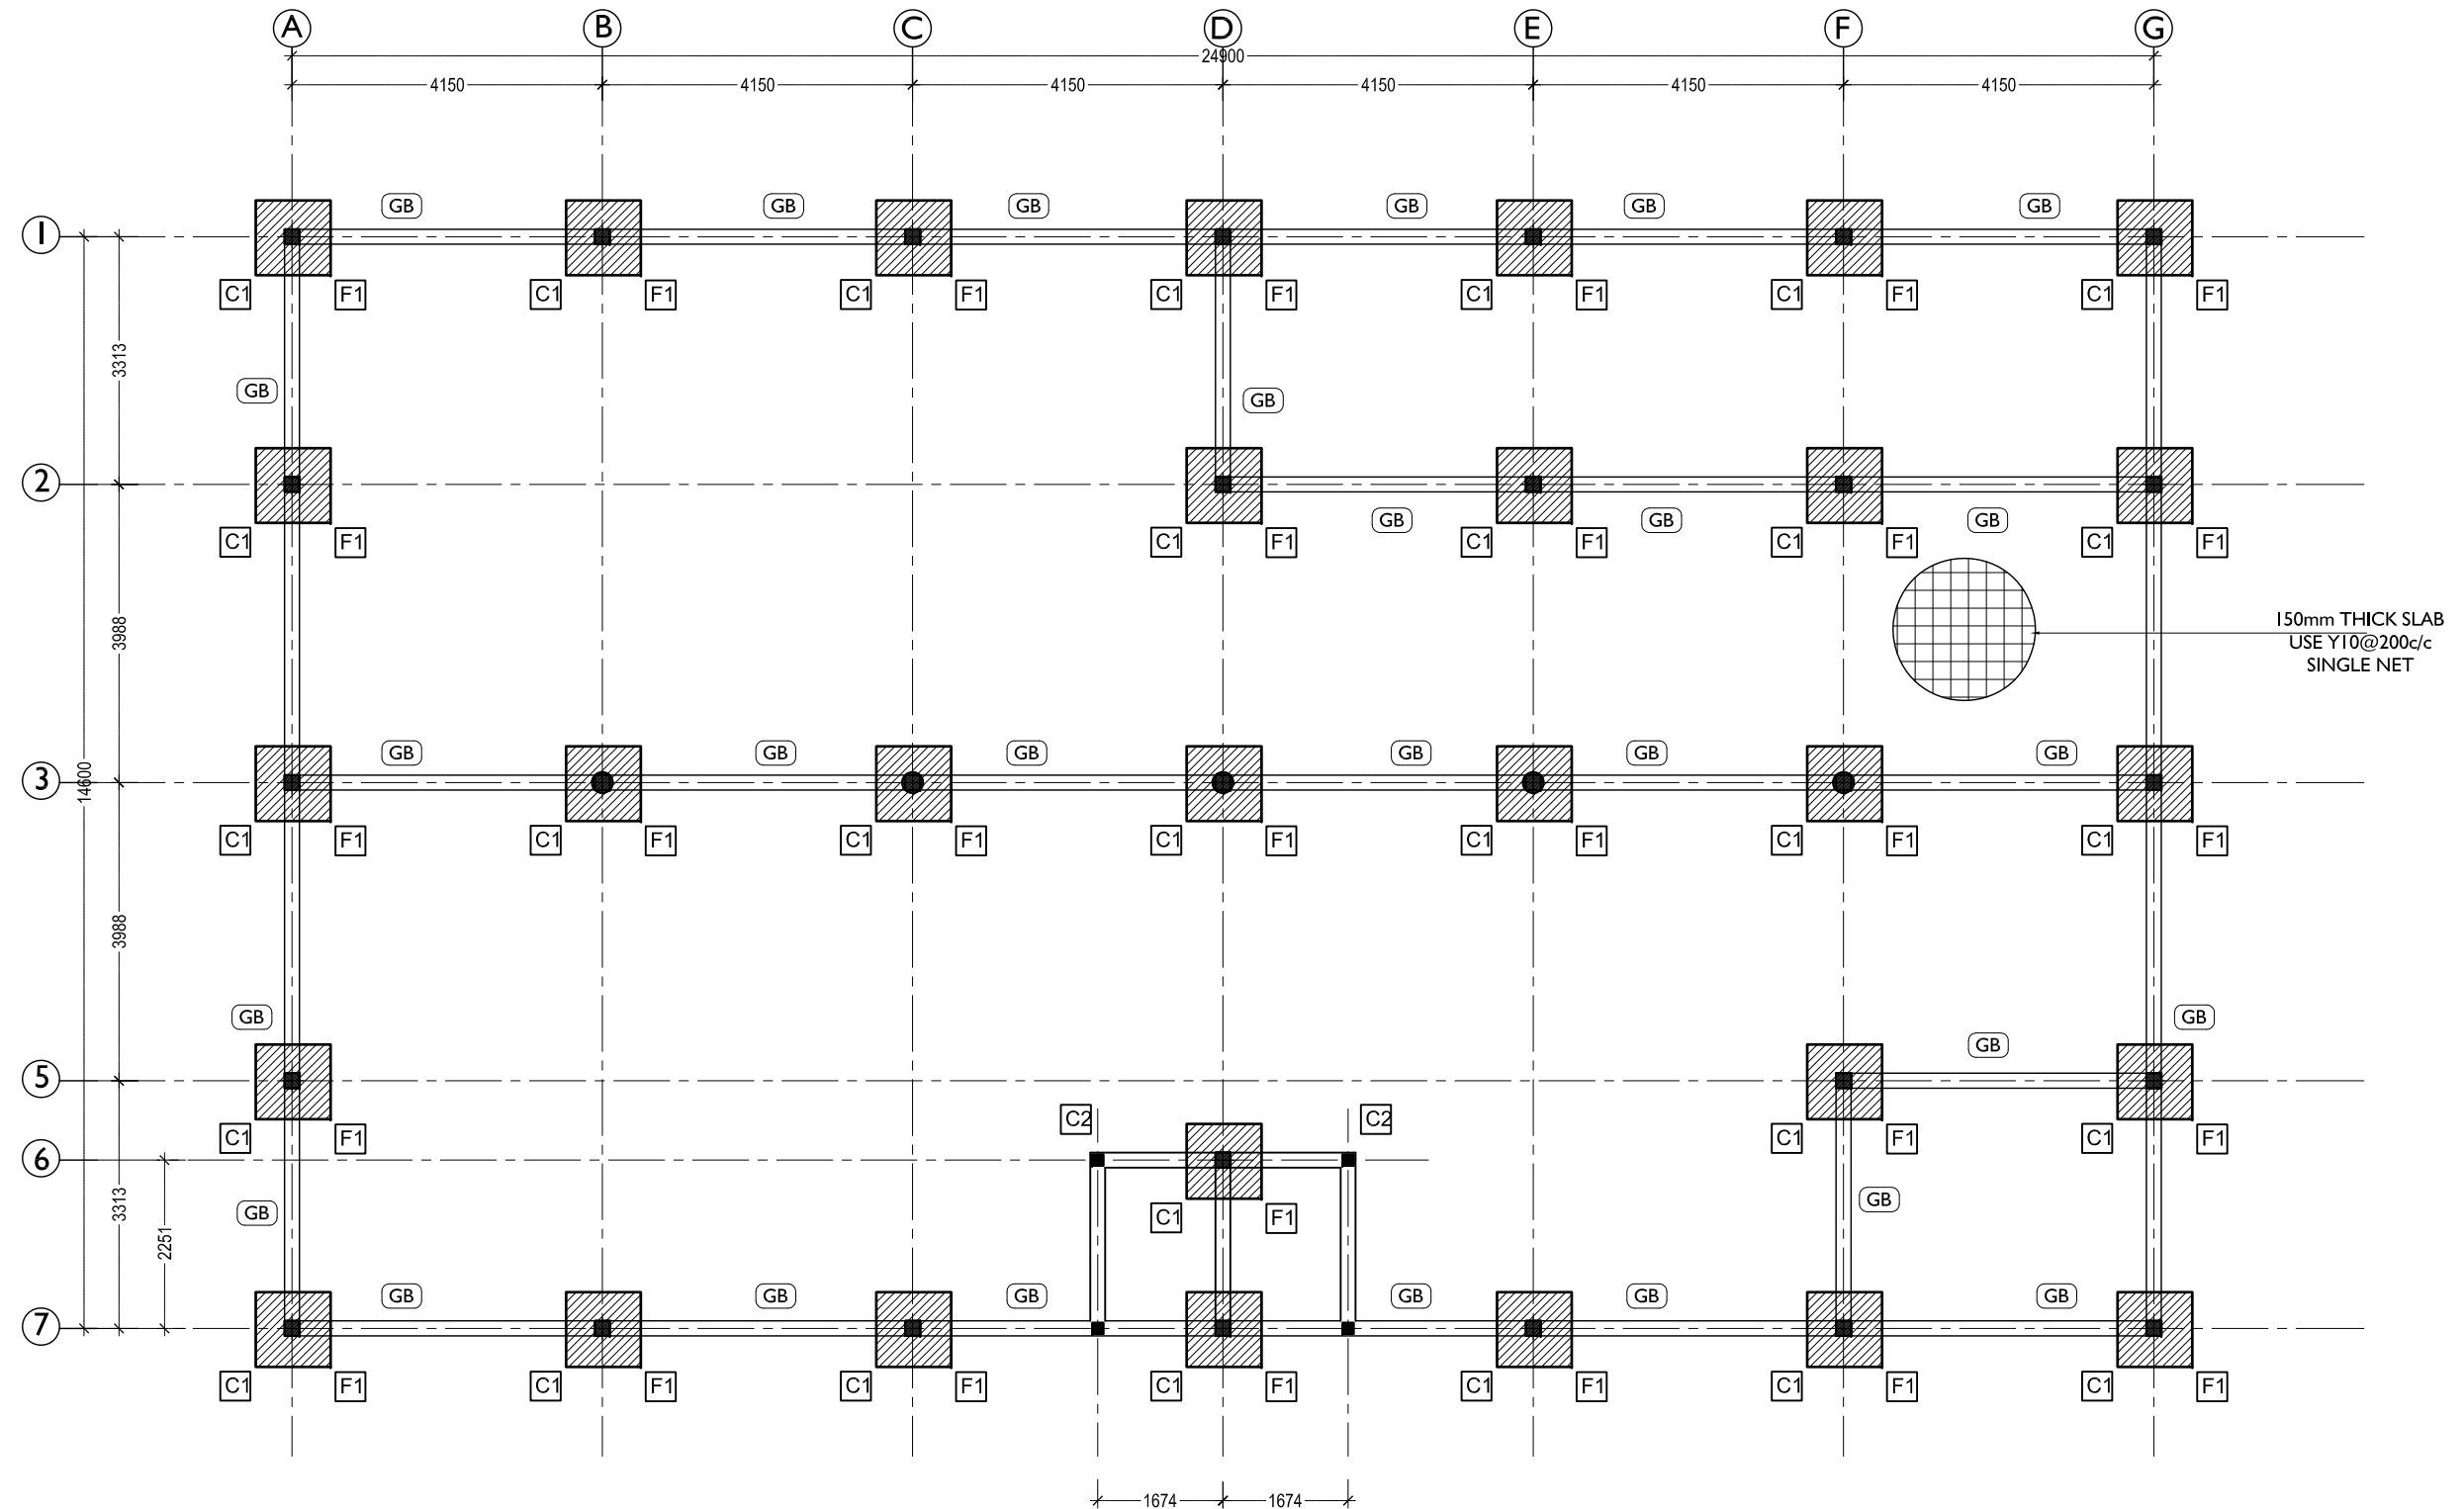 A B C D E F G
24900
4150 4150 4150 4150 4150 4150
GB GB GB GB GB GB
1
C1 F1 C1 F1 C1 F1 C1 F1 C1 F1 C1 F1 C1 F1
3313
GB GB
2
GB GB GB
C1 F1 C1 F1 C1 F1 C1 F1 C1 F1
3988
150mm THICK SLAB
USE Y10@200c/c
SINGLE NET
GB GB GB GB GB GB
3
14600
C1 F1 C1 F1 C1 F1 C1 F1 C1 F1 C1 F1 C1 F1
3988
GB GB
GB
5
C2 C2
C1 F1 C1 F1 C1 F1
6
GB GB
3313
C1 F1
2251
GB GB GB GB GB GB
7
C1 F1 C1 F1 C1 F1 C1 F1 C1 F1 C1 F1 C1 F1
1674 1674